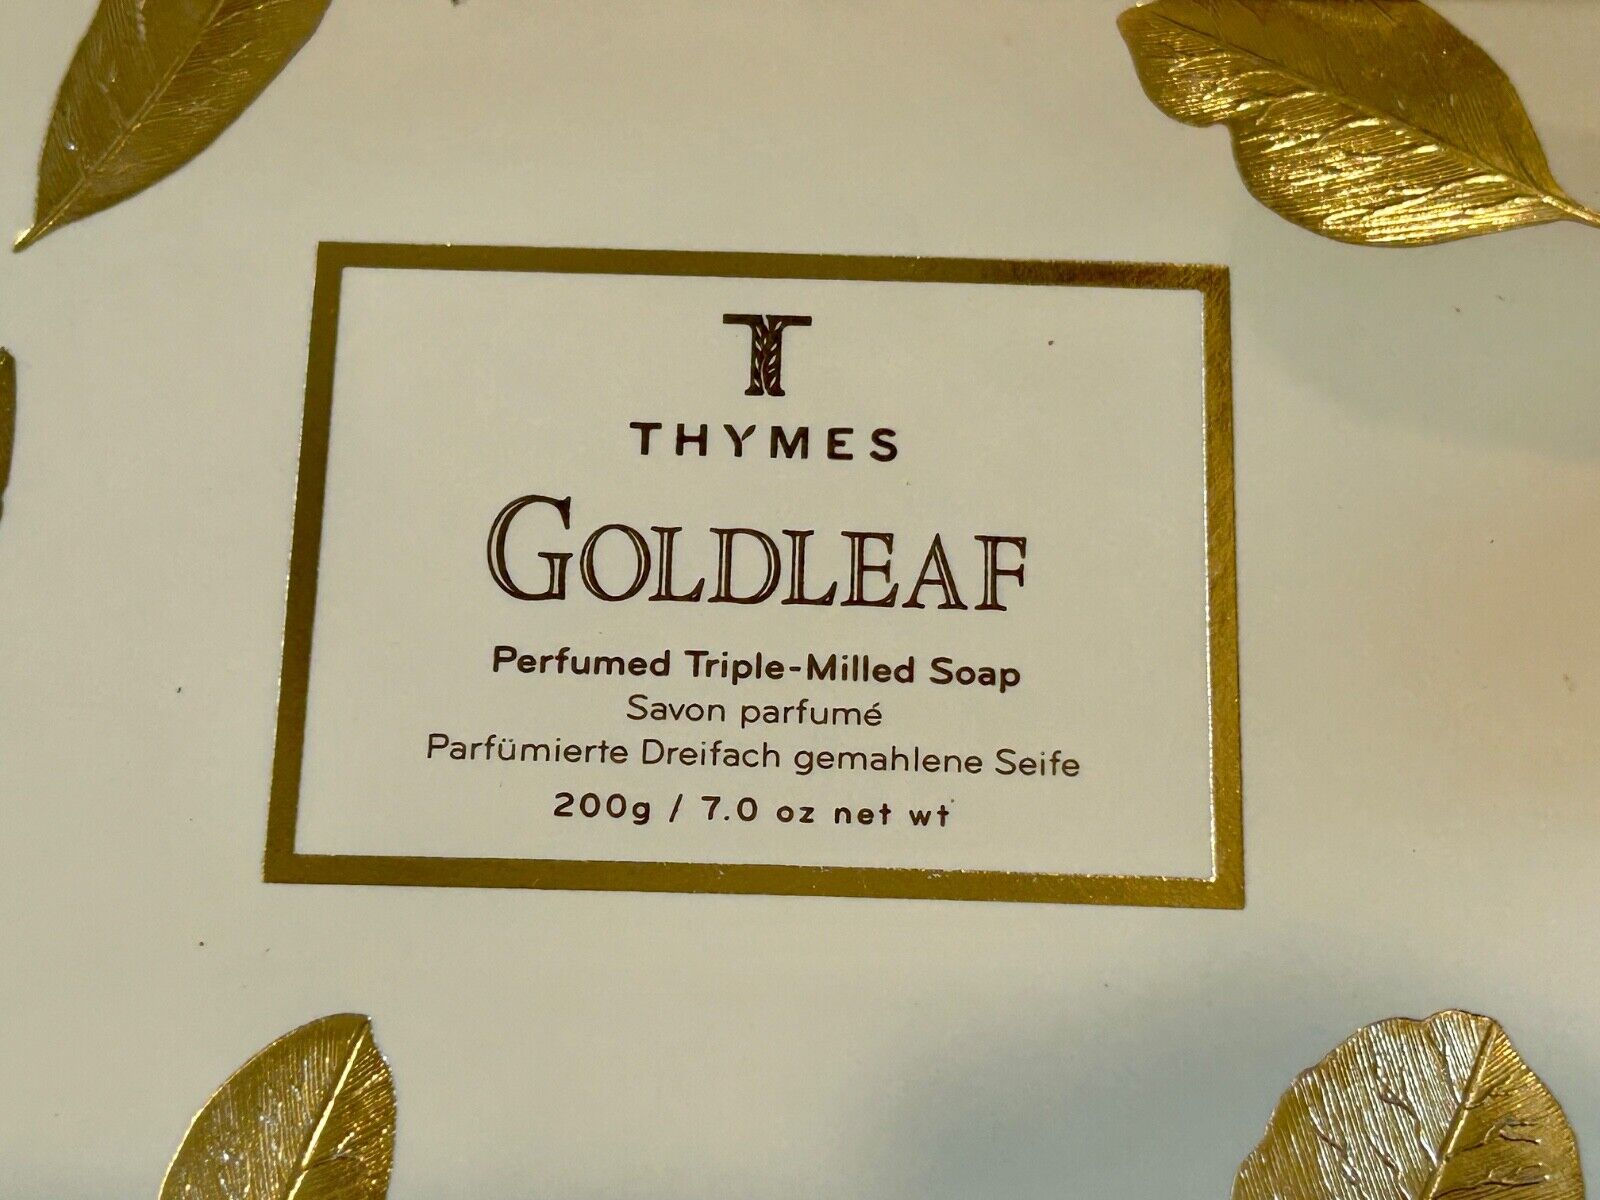 T
THYMES
GOLDLEAF
Perfumed Triple-Milled Soap
Savon parfumé
Parfümierte Dreifach gemahlene Seife
200g / 7.0 oz net wt